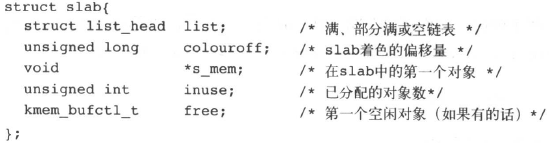 struct slab{
struct list_head list; /* 满、部分满或空链表 */
unsigned long colouroff; /* slab着色的偏移量 */
void *s_mem; /* 在slab中的第一个对象 */
unsigned int inuse; /* 已分配的对象数*/
kmem_bufctl_t free; /* 第一个空闲对象（如果有的话）*/
};